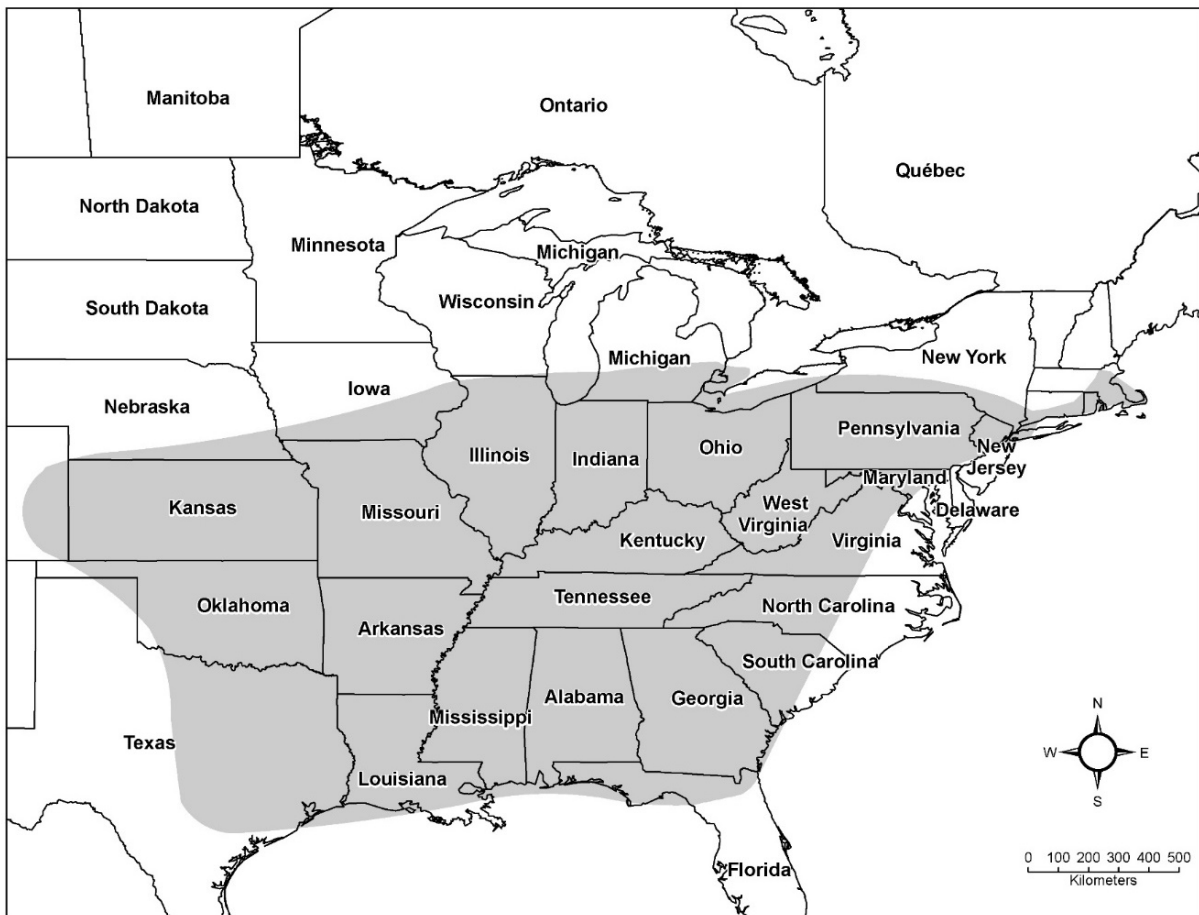 Manitoba
Ontario
Québec
North Dakota
Minnesota
Michigan
South Dakota
Wisconsin
Michigan
New York
Iowa
Nebraska
Pennsylvania
Illinois
Indiana
Ohio
New
Jersey
Maryland
Kansas
Missouri
West
Virginia
Delaware
Kentucky
Virginia
Oklahoma
Tennessee
North Carolina
Arkansas
South Carolina
Alabama
Georgia
Mississippi
Texas
Louisiana
Florida
N
W
E
S
0 100 200 300 400 500
Kilometers